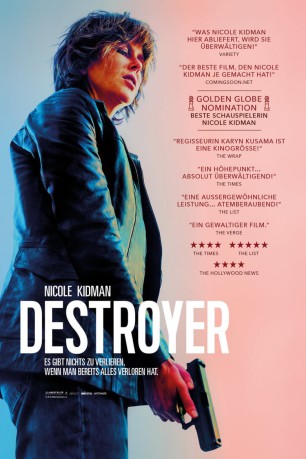 "WAS NICOLE KIDMAN
HIER ABLIEFERT, WIRD SIE
ÜBERWÄLTIGEN!"
VARIETY
"DER BESTE FILM, DEN NICOLE
KIDMAN JE GEMACHT HAT!"
COMINGSOON.NET
GOLDEN GLOBE
NOMINATION
BESTE SCHAUSPIELERIN
NICOLE KIDMAN
"REGISSEURIN KARYN KUSAMA IST
EINE KINOGRÖSSE!"
THE WRAP
"EIN HÖHEPUNKT...
ABSOLUT ÜBERWÄLTIGEND!"
THE TIMES
"EINE AUSSERGEWÖHNLICHE
LEISTUNG... ATEMBERAUBEND!"
THE LIST
"EIN GEWALTIGER FILM."
THE VERGE
★★★★ ★★★★★
THE TIMES THE LIST
★★★★
THE HOLLYWOOD NEWS
NICOLE KIDMAN
DESTROYER
ES GIBT NICHTS ZU VERLIEREN,
WENN MAN BEREITS ALLES VERLOREN HAT.